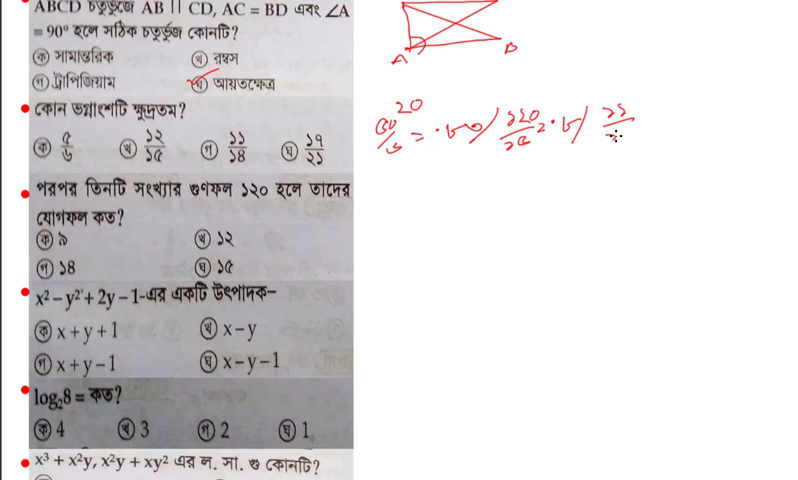 ABCD চতুর্ভুজে AB || CD, AC = BD এবং ∠A
= 90° হলে সঠিক চতুর্ভুজ কোনটি?
ক সামান্তরিক খ রম্বস
গ ট্রাপিজিয়াম ঘ আয়তক্ষেত্র
A B
কোন ভগ্নাংশটি ক্ষুদ্রতম?
ক ৫/৬ খ ১২/১৫ গ ১১/১৪ ঘ ১৭/২১
পরপর তিনটি সংখ্যার গুণফল ১২০ হলে তাদের
যোগফল কত?
ক ৯ খ ১২
গ ১৪ ঘ ১৫
x² – y² + 2y – 1-এর একটি উৎপাদক–
ক x + y + 1 খ x – y
গ x + y – 1 ঘ x – y – 1
log₂8 = কত?
ক 4 খ 3 গ 2 ঘ 1
x³ + x²y, x²y + xy² এর ল. সা. গু কোনটি?